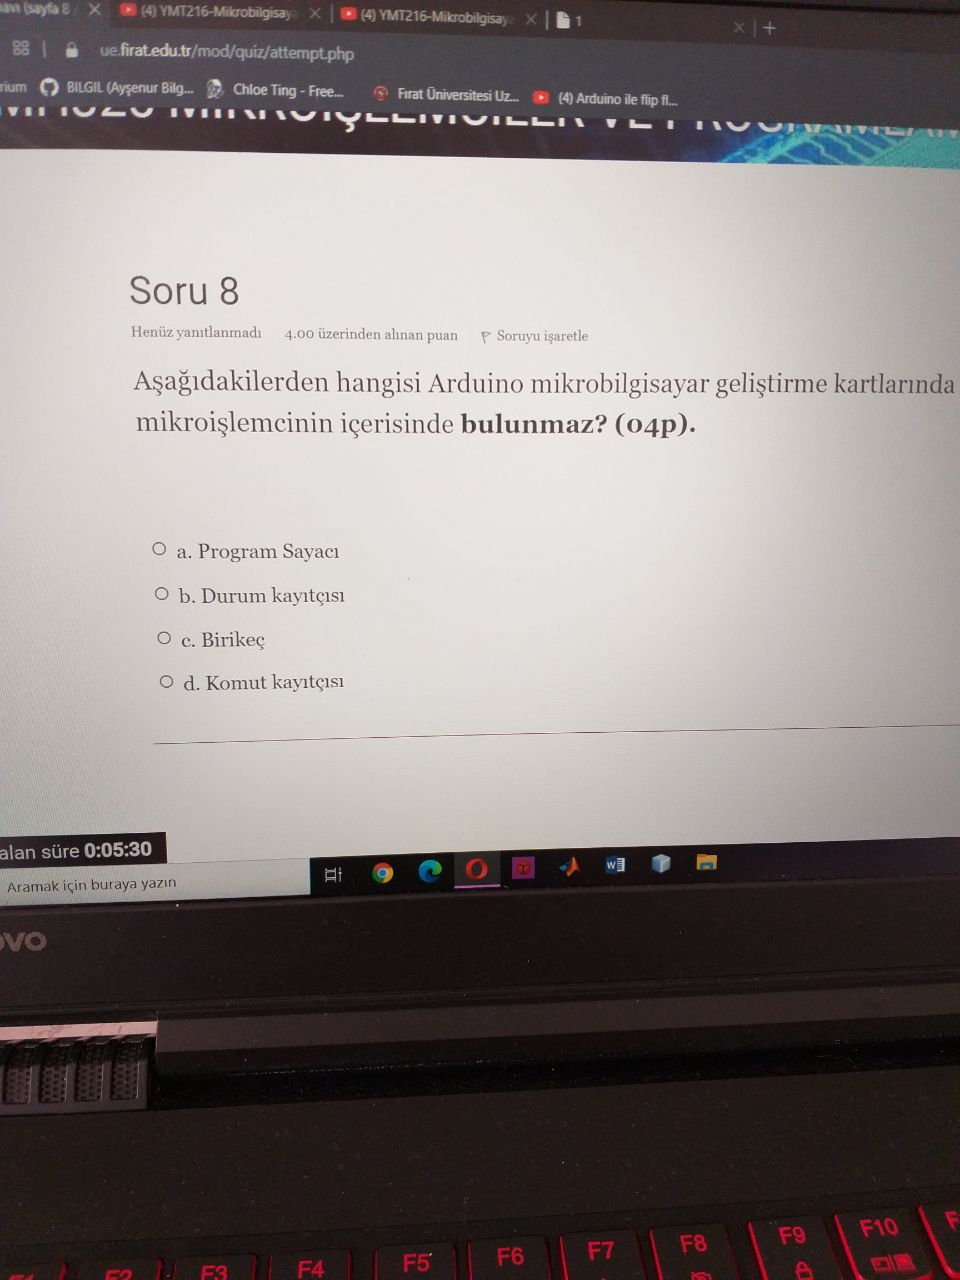 navı (sayfa 8
(4) YMT216-Mikrobilgisaya
(4) YMT216-Mikrobilgisaya
1
ue.firat.edu.tr/mod/quiz/attempt.php
rium
BILGIL (Ayşenur Bilg...
Chloe Ting - Free...
Fırat Üniversitesi Uz...
(4) Arduino ile flip fl...
Soru 8
Henüz yanıtlanmadı
4.00 üzerinden alınan puan
Soruyu işaretle
Aşağıdakilerden hangisi Arduino mikrobilgisayar geliştirme kartlarında
mikroişlemcinin içerisinde bulunmaz? (04p).
a. Program Sayacı
b. Durum kayıtçısı
c. Birikeç
d. Komut kayıtçısı
alan süre 0:05:30
Aramak için buraya yazın
ovo
F2 F3 F4 F5 F6 F7 F8 F9 F10